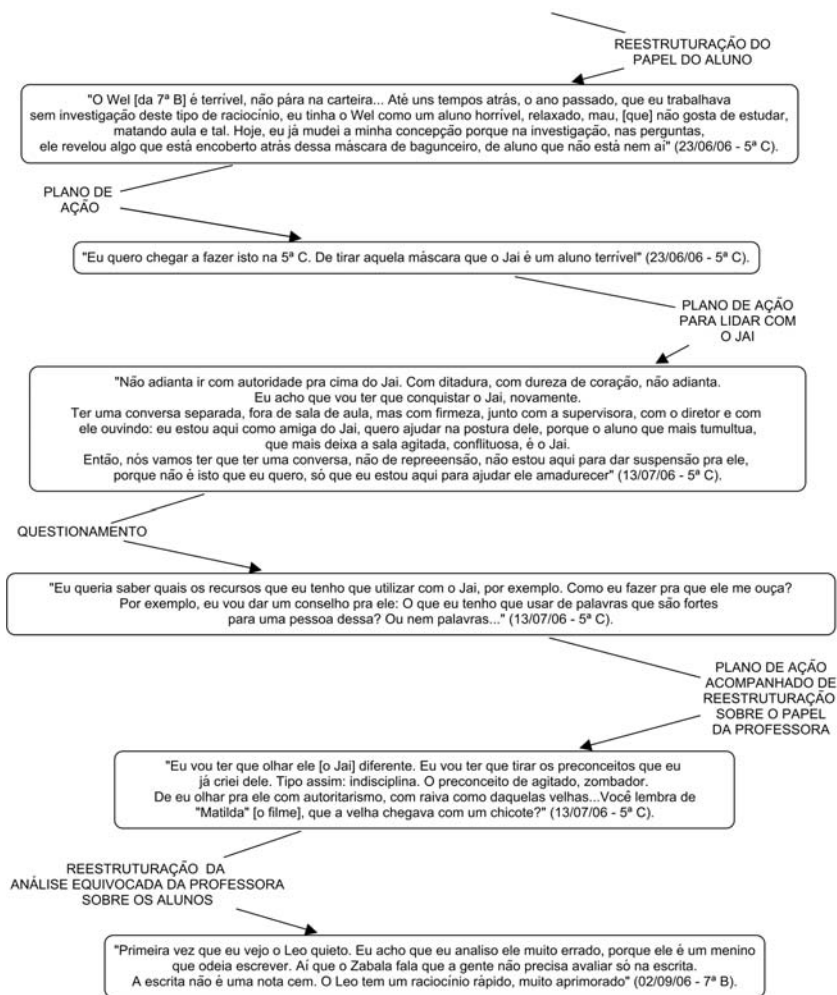 REESTRUTURAÇÃO DO
PAPEL DO ALUNO
"O Wel [da 7ª B] é terrível, não pára na carteira... Até uns tempos atrás, o ano passado, que eu trabalhava
sem investigação deste tipo de raciocínio, eu tinha o Wel como um aluno horrível, relaxado, mau, [que] não gosta de estudar,
matando aula e tal. Hoje, eu já mudei a minha concepção porque na investigação, nas perguntas,
ele revelou algo que está encoberto atrás dessa máscara de bagunceiro, de aluno que não está nem aí" (23/06/06 - 5ª C).
PLANO DE
AÇÃO
"Eu quero chegar a fazer isto na 5ª C. De tirar aquela máscara que o Jai é um aluno terrível" (23/06/06 - 5ª C).
PLANO DE AÇÃO
PARA LIDAR COM
O JAI
"Não adianta ir com autoridade pra cima do Jai. Com ditadura, com dureza de coração, não adianta.
Eu acho que vou ter que conquistar o Jai, novamente.
Ter uma conversa separada, fora de sala de aula, mas com firmeza, junto com a supervisora, com o diretor e com
ele ouvindo: eu estou aqui como amiga do Jai, quero ajudar na postura dele, porque o aluno que mais tumultua,
que mais deixa a sala agitada, conflituosa, é o Jai.
Então, nós vamos ter que ter uma conversa, não de repreeensão, não estou aqui para dar suspensão pra ele,
porque não é isto que eu quero, só que eu estou aqui para ajudar ele amadurecer" (13/07/06 - 5ª C).
QUESTIONAMENTO
"Eu queria saber quais os recursos que eu tenho que utilizar com o Jai, por exemplo. Como eu fazer pra que ele me ouça?
Por exemplo, eu vou dar um conselho pra ele: O que eu tenho que usar de palavras que são fortes
para uma pessoa dessa? Ou nem palavras..." (13/07/06 - 5ª C).
PLANO DE AÇÃO
ACOMPANHADO DE
REESTRUTURAÇÃO
SOBRE O PAPEL
DA PROFESSORA
"Eu vou ter que olhar ele [o Jai] diferente. Eu vou ter que tirar os preconceitos que eu
já criei dele. Tipo assim: indisciplina. O preconceito de agitado, zombador.
De eu olhar pra ele com autoritarismo, com raiva como daquelas velhas...Você lembra de
"Matilda" [o filme], que a velha chegava com um chicote?" (13/07/06 - 5ª C).
REESTRUTURAÇÃO DA
ANÁLISE EQUIVOCADA DA PROFESSORA
SOBRE OS ALUNOS
"Primeira vez que eu vejo o Leo quieto. Eu acho que eu analiso ele muito errado, porque ele é um menino
que odeia escrever. Aí que o Zabala fala que a gente não precisa avaliar só na escrita.
A escrita não é uma nota cem. O Leo tem um raciocínio rápido, muito aprimorado" (02/09/06 - 7ª B).